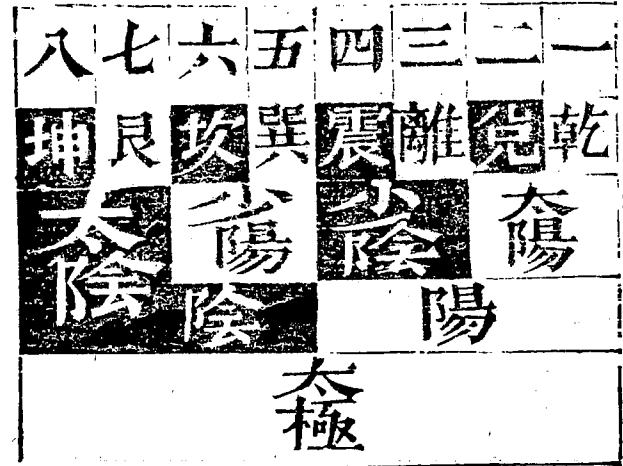 一 二 三 四 五 六 七 八
乾 兌 離 震 巽 坎 艮 坤
太陽 少陰 少陽 太陰
陽 陰
太極